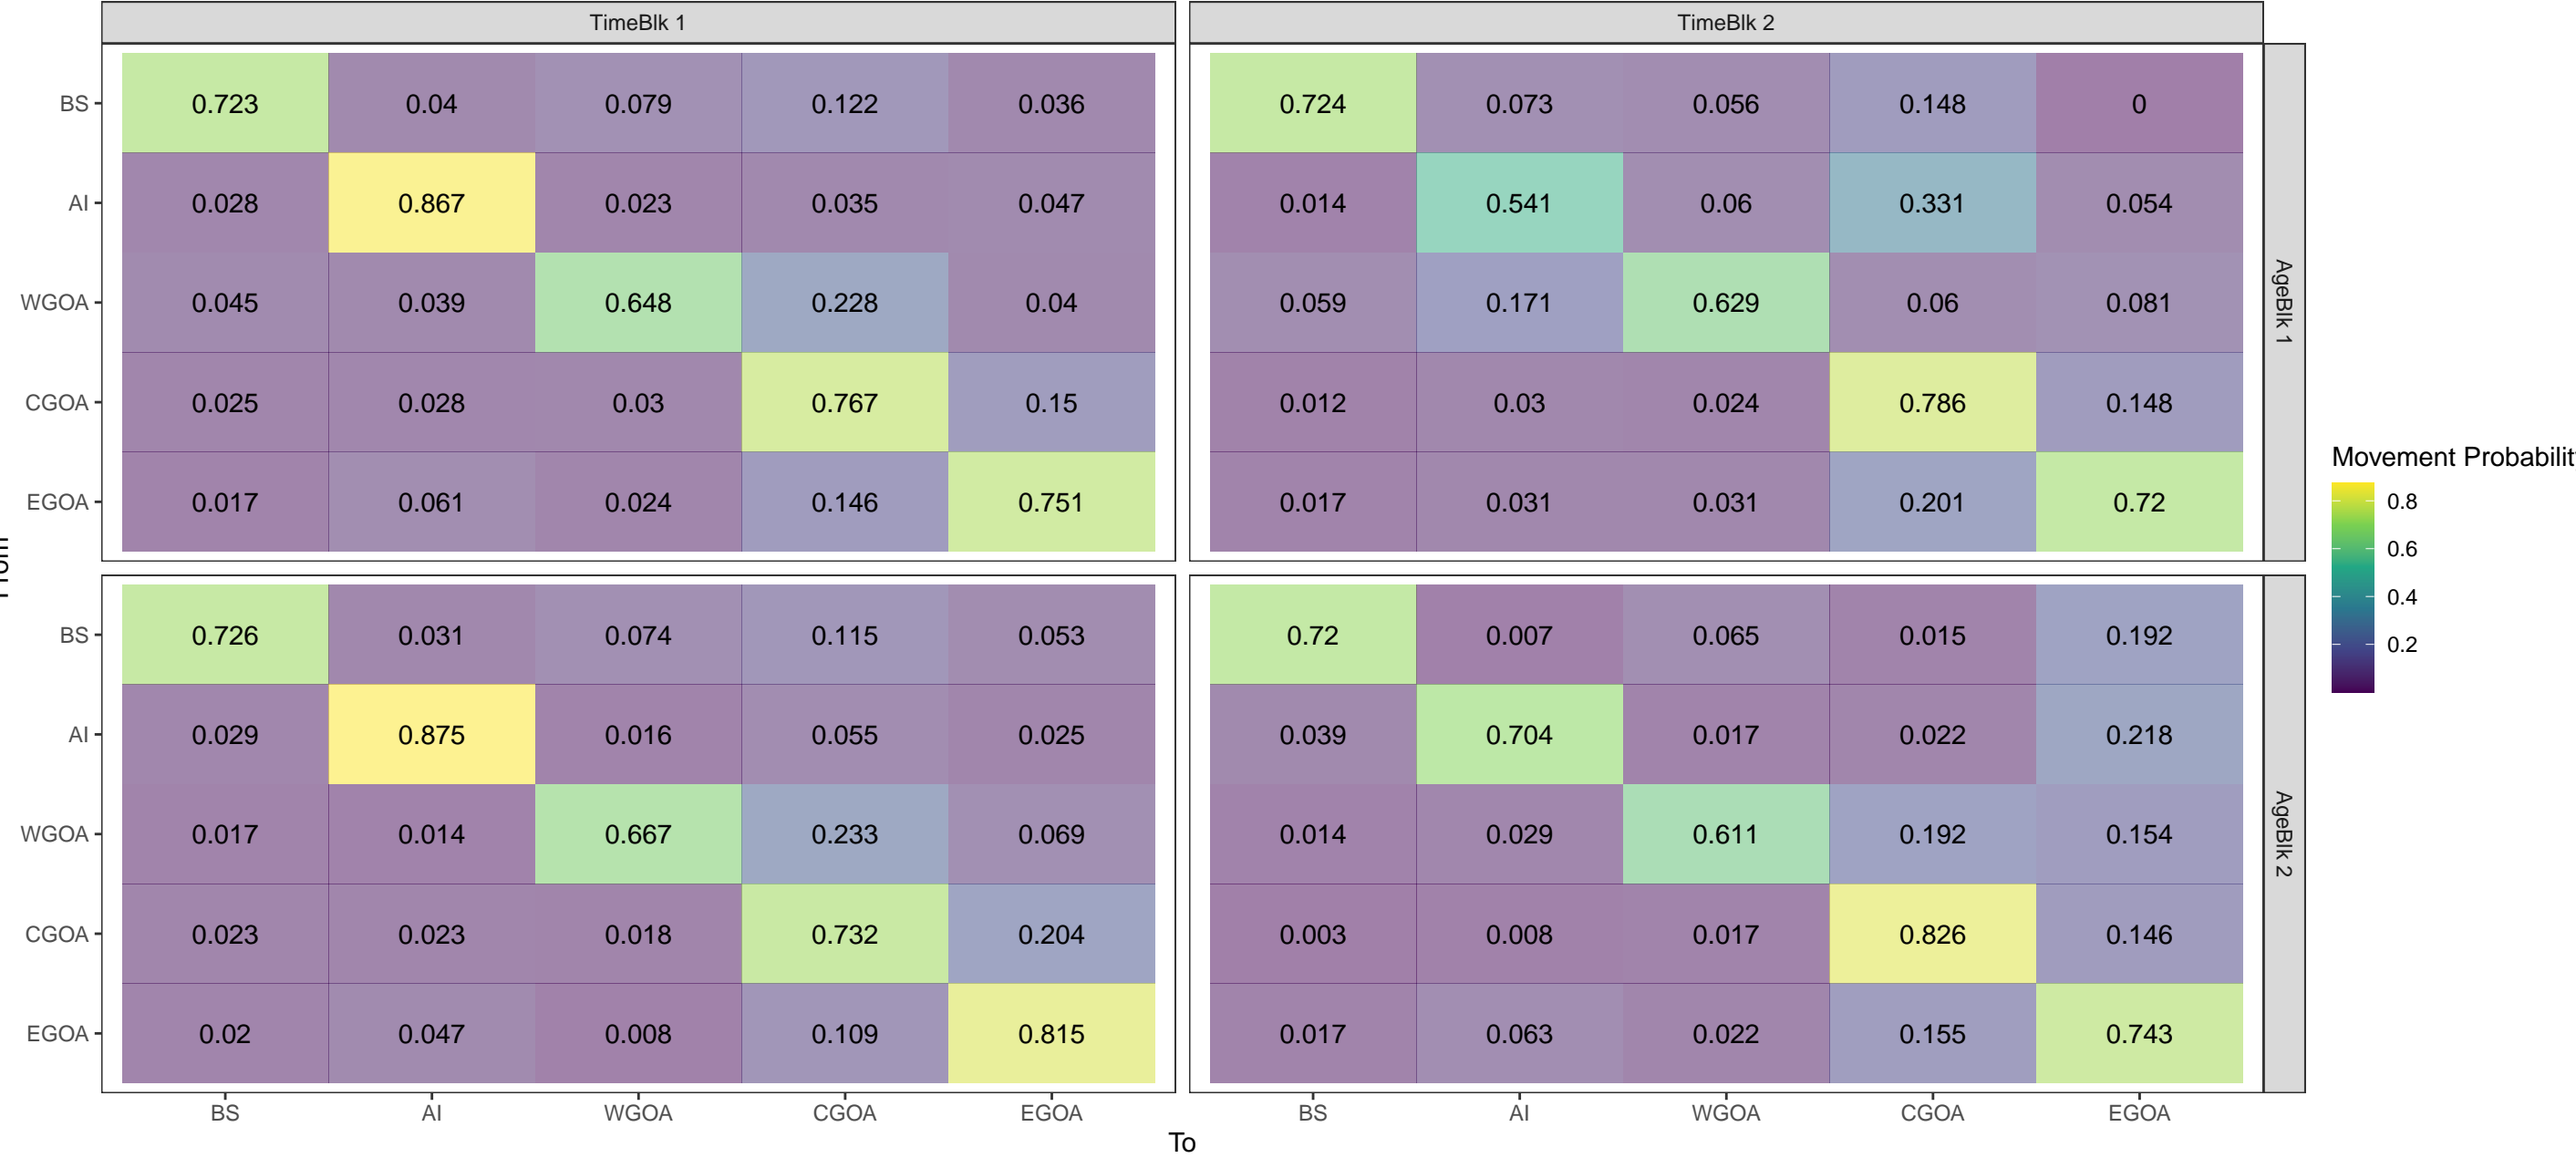 TimeBlk 1 TimeBlk 2
BS 0.723 0.04 0.079 0.122 0.036 0.724 0.073 0.056 0.148 0
AI 0.028 0.867 0.023 0.035 0.047 0.014 0.541 0.06 0.331 0.054
WGOA 0.045 0.039 0.648 0.228 0.04 0.059 0.171 0.629 0.06 0.081
AgeBlk 1
CGOA 0.025 0.028 0.03 0.767 0.15 0.012 0.03 0.024 0.786 0.148
EGOA 0.017 0.061 0.024 0.146 0.751 0.017 0.031 0.031 0.201 0.72
BS 0.726 0.031 0.074 0.115 0.053 0.72 0.007 0.065 0.015 0.192
AI 0.029 0.875 0.016 0.055 0.025 0.039 0.704 0.017 0.022 0.218
WGOA 0.017 0.014 0.667 0.233 0.069 0.014 0.029 0.611 0.192 0.154
AgeBlk 2
CGOA 0.023 0.023 0.018 0.732 0.204 0.003 0.008 0.017 0.826 0.146
EGOA 0.02 0.047 0.008 0.109 0.815 0.017 0.063 0.022 0.155 0.743
BS AI WGOA CGOA EGOA BS AI WGOA CGOA EGOA
To
Movement Probabilit
0.8
0.6
0.4
0.2